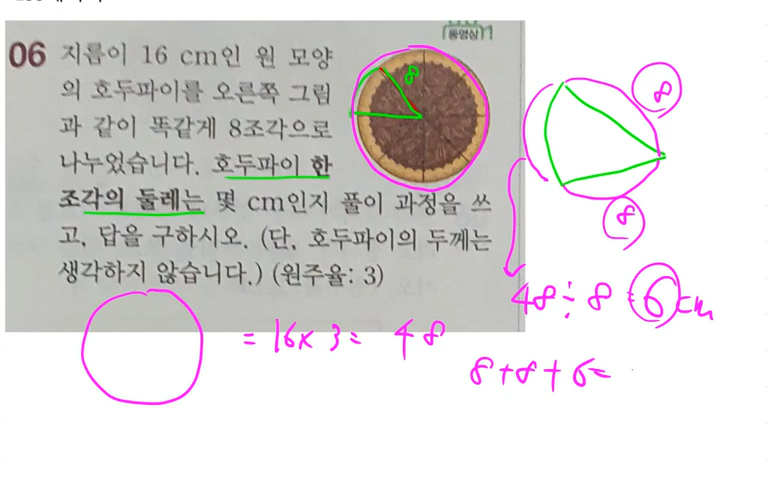 동영상
06 지름이 16 cm인 원 모양
의 호두파이를 오른쪽 그림
과 같이 똑같게 8조각으로
나누었습니다. 호두파이 한
조각의 둘레는 몇 cm인지 풀이 과정을 쓰
고, 답을 구하시오. (단, 호두파이의 두께는
생각하지 않습니다.) (원주율: 3)
8
8
8
48÷8=6cm
=16×3=48
8+8+6=